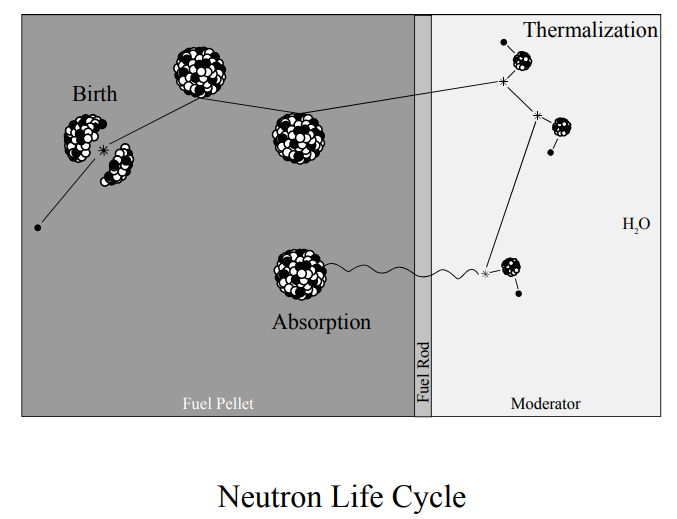 Thermalization
Birth
H₂O
Absorption
Fuel Rod
Fuel Pellet
Moderator
Neutron Life Cycle